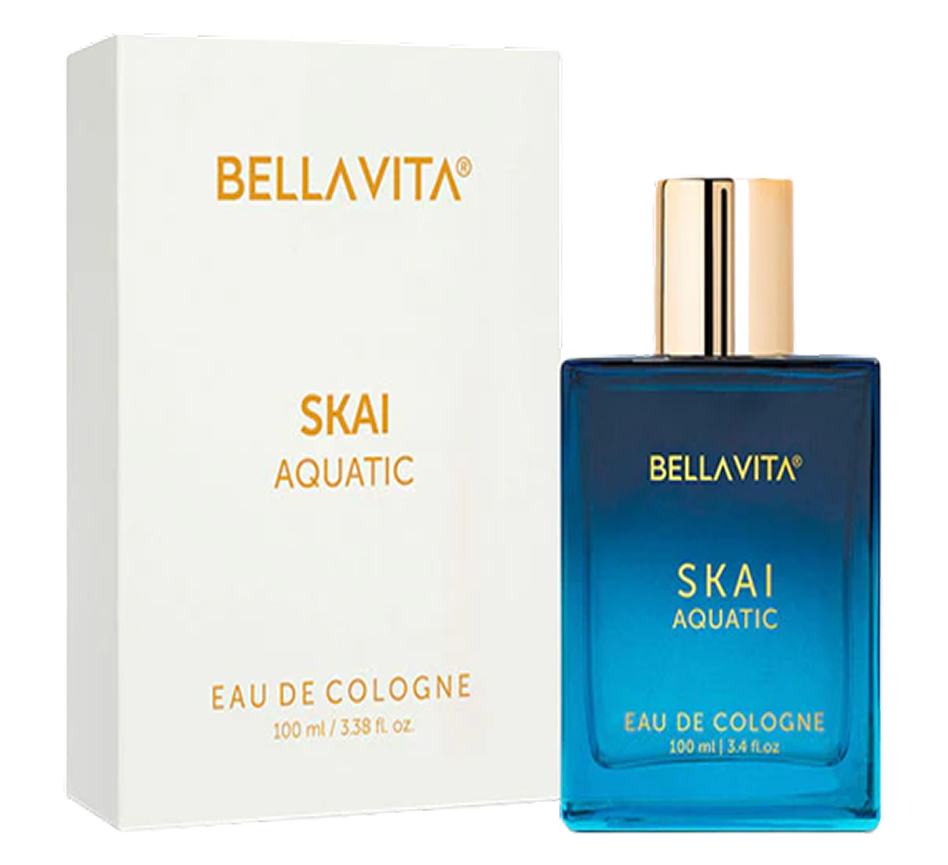 BELLAVITA®
SKAI
AQUATIC
EAU DE COLOGNE
100 ml / 3.38 fl. oz.
BELLAVITA®
SKAI
AQUATIC
EAU DE COLOGNE
100 ml | 3.4 fl.oz